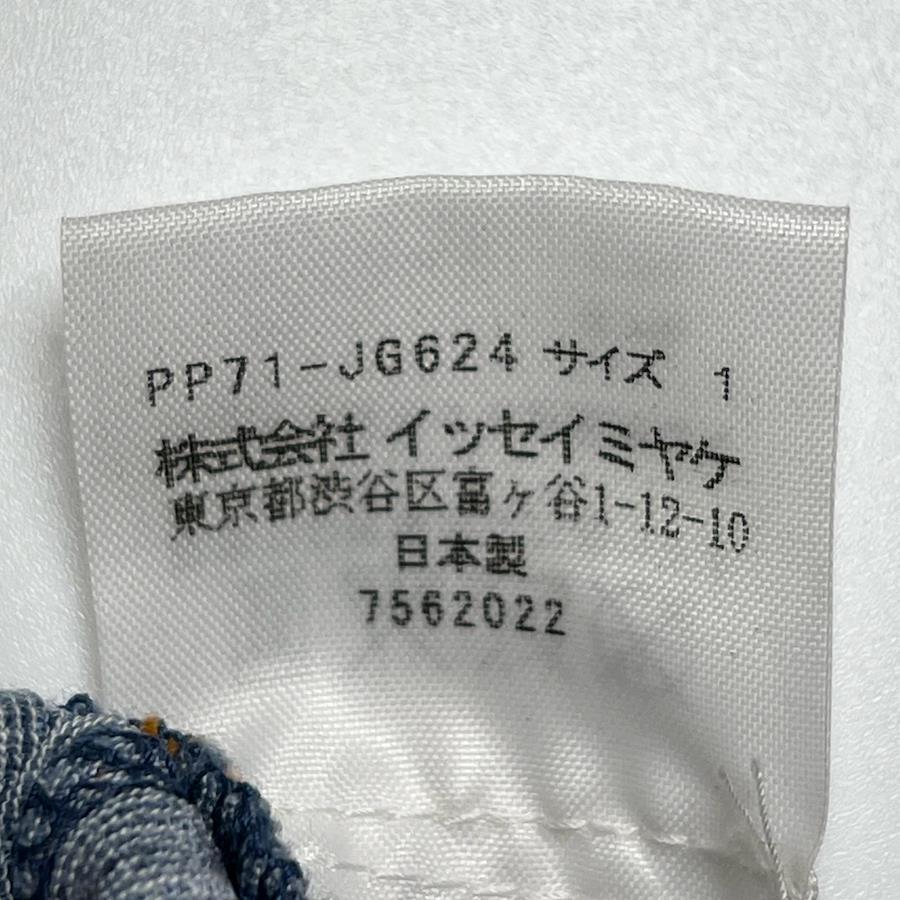 PP71-JG624 サイズ 1
株式会社 イッセイミヤケ
東京都渋谷区富ヶ谷1-12-10
日本製
7562022